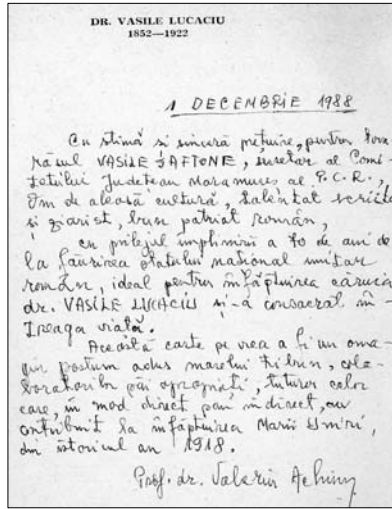 DR. VASILE LUCACIU
1852—1922
1 DECEMBRIE 1988
Cu stimă si sinceră prețuire, pentru tova-
rășul VASILE GAFTONE, secretar al Comi-
tetului Județean Maramureș al P.C.R.,
Om de aleasă cultură, talentat scriitor
și ziarist, bun patriot român,
cu prilejul împlinirii a 70 de ani de
la făurirea statului național unitar
român, ideal pentru înfăptuirea căruia
dr. VASILE LUCACIU și-a consacrat în-
treaga viață.
Această carte se vrea a fi un oma-
giu postum adus marelui tribun, cola-
boratorilor săi apropiați, tuturor celor
care, în mod direct sau indirect, au
contribuit la înfăptuirea Marii Uniri,
din istoricul an 1918.
Prof. dr. Valeriu Achim